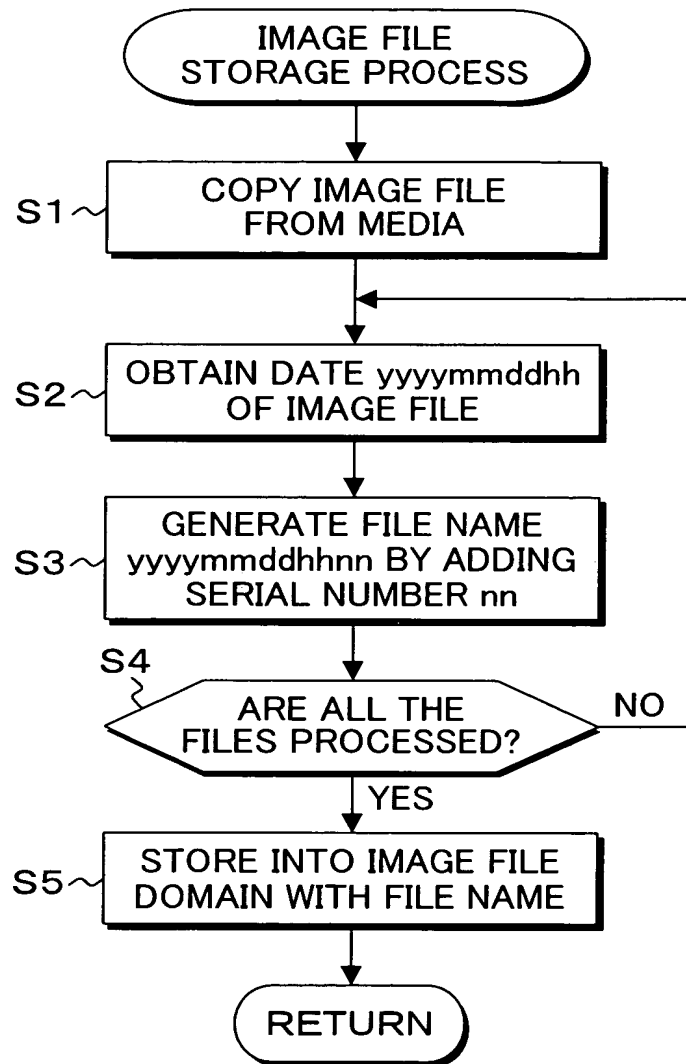 IMAGE FILE
STORAGE PROCESS
S1
COPY IMAGE FILE
FROM MEDIA
S2
OBTAIN DATE yyyymmddhh
OF IMAGE FILE
S3
GENERATE FILE NAME
yyyymmddhhnn BY ADDING
SERIAL NUMBER nn
S4
ARE ALL THE
FILES PROCESSED?
NO
YES
S5
STORE INTO IMAGE FILE
DOMAIN WITH FILE NAME
RETURN